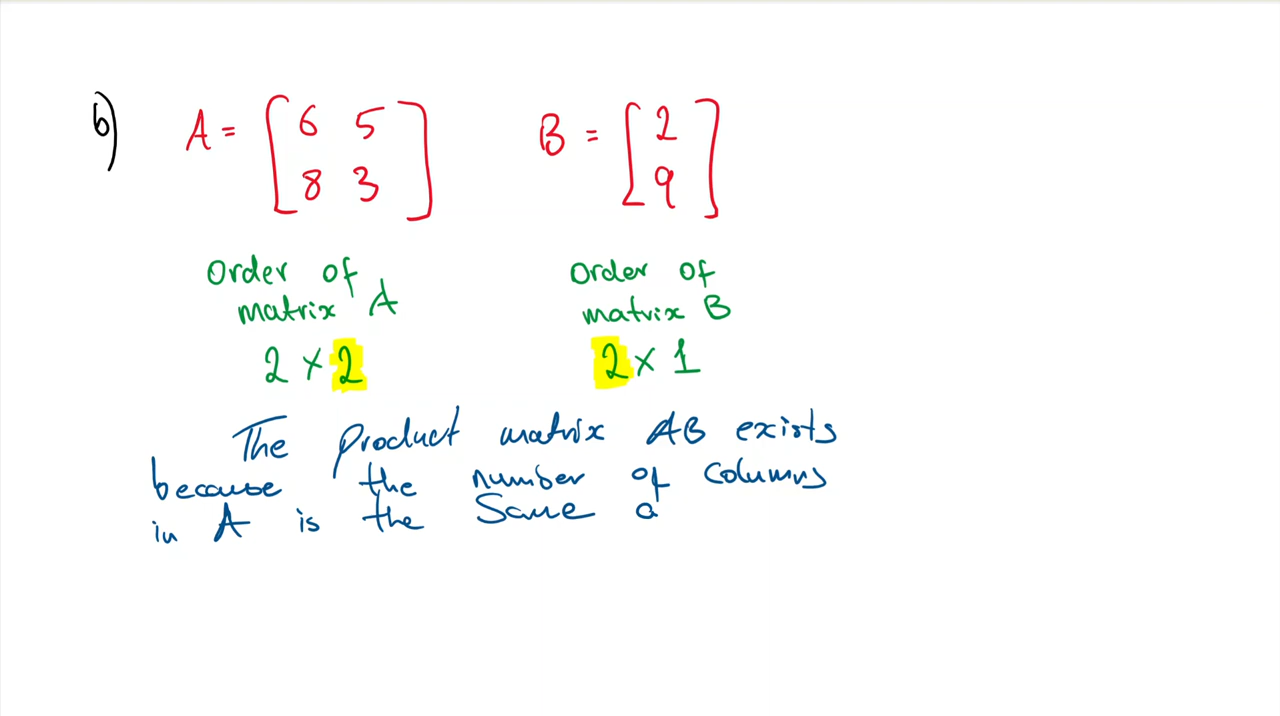 b) A = [ 6 5 B = [ 2
8 3 ] 9 ]
Order of Order of
matrix A matrix B
2 × 2 2 × 1
The product matrix AB exists
because the number of columns
in A is the same a